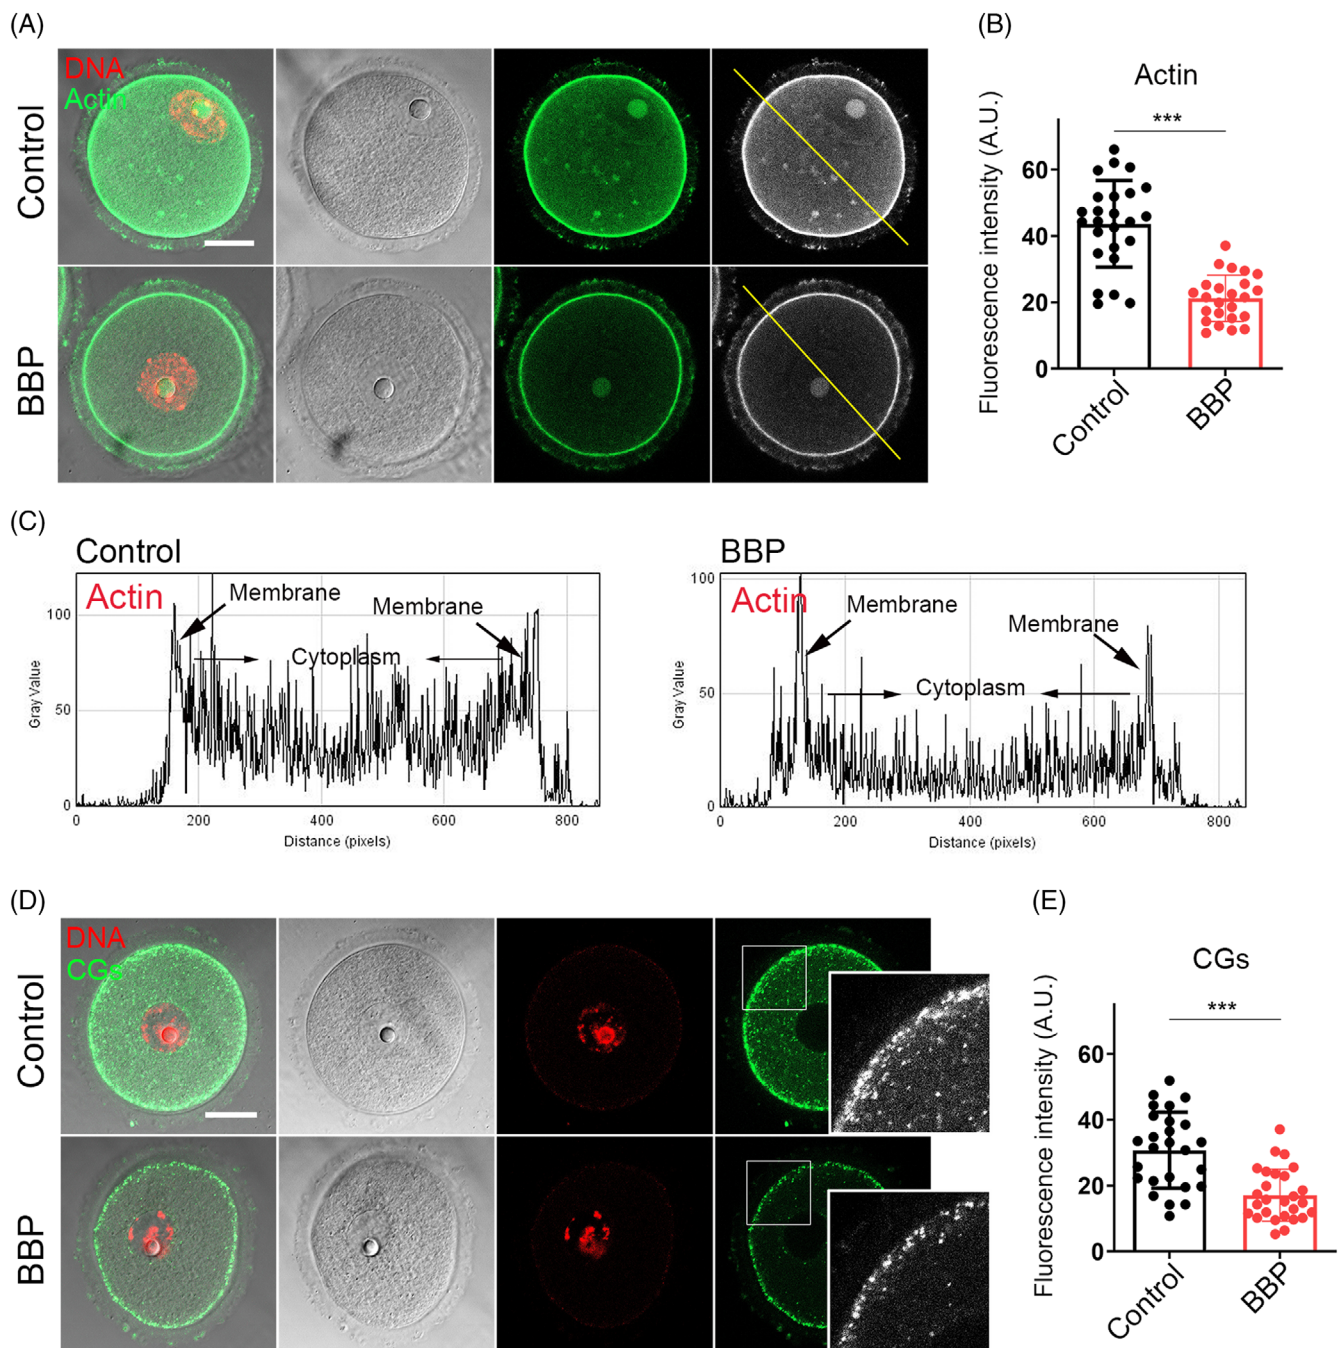 (A)
(B)
DNA
Actin
Control
BBP
Actin
***
Fluorescence intensity (A.U.)
60
40
20
0
Control
BBP
(C)
Control
Actin
Membrane
Membrane
Cytoplasm
Gray Value
100
50
0
0 200 400 600 800
Distance (pixels)
BBP
Actin
Membrane
Membrane
Cytoplasm
Gray Value
100
50
0
0 200 400 600 800
Distance (pixels)
(D)
(E)
DNA
CGs
Control
BBP
CGs
***
Fluorescence intensity (A.U.)
60
40
20
0
Control
BBP